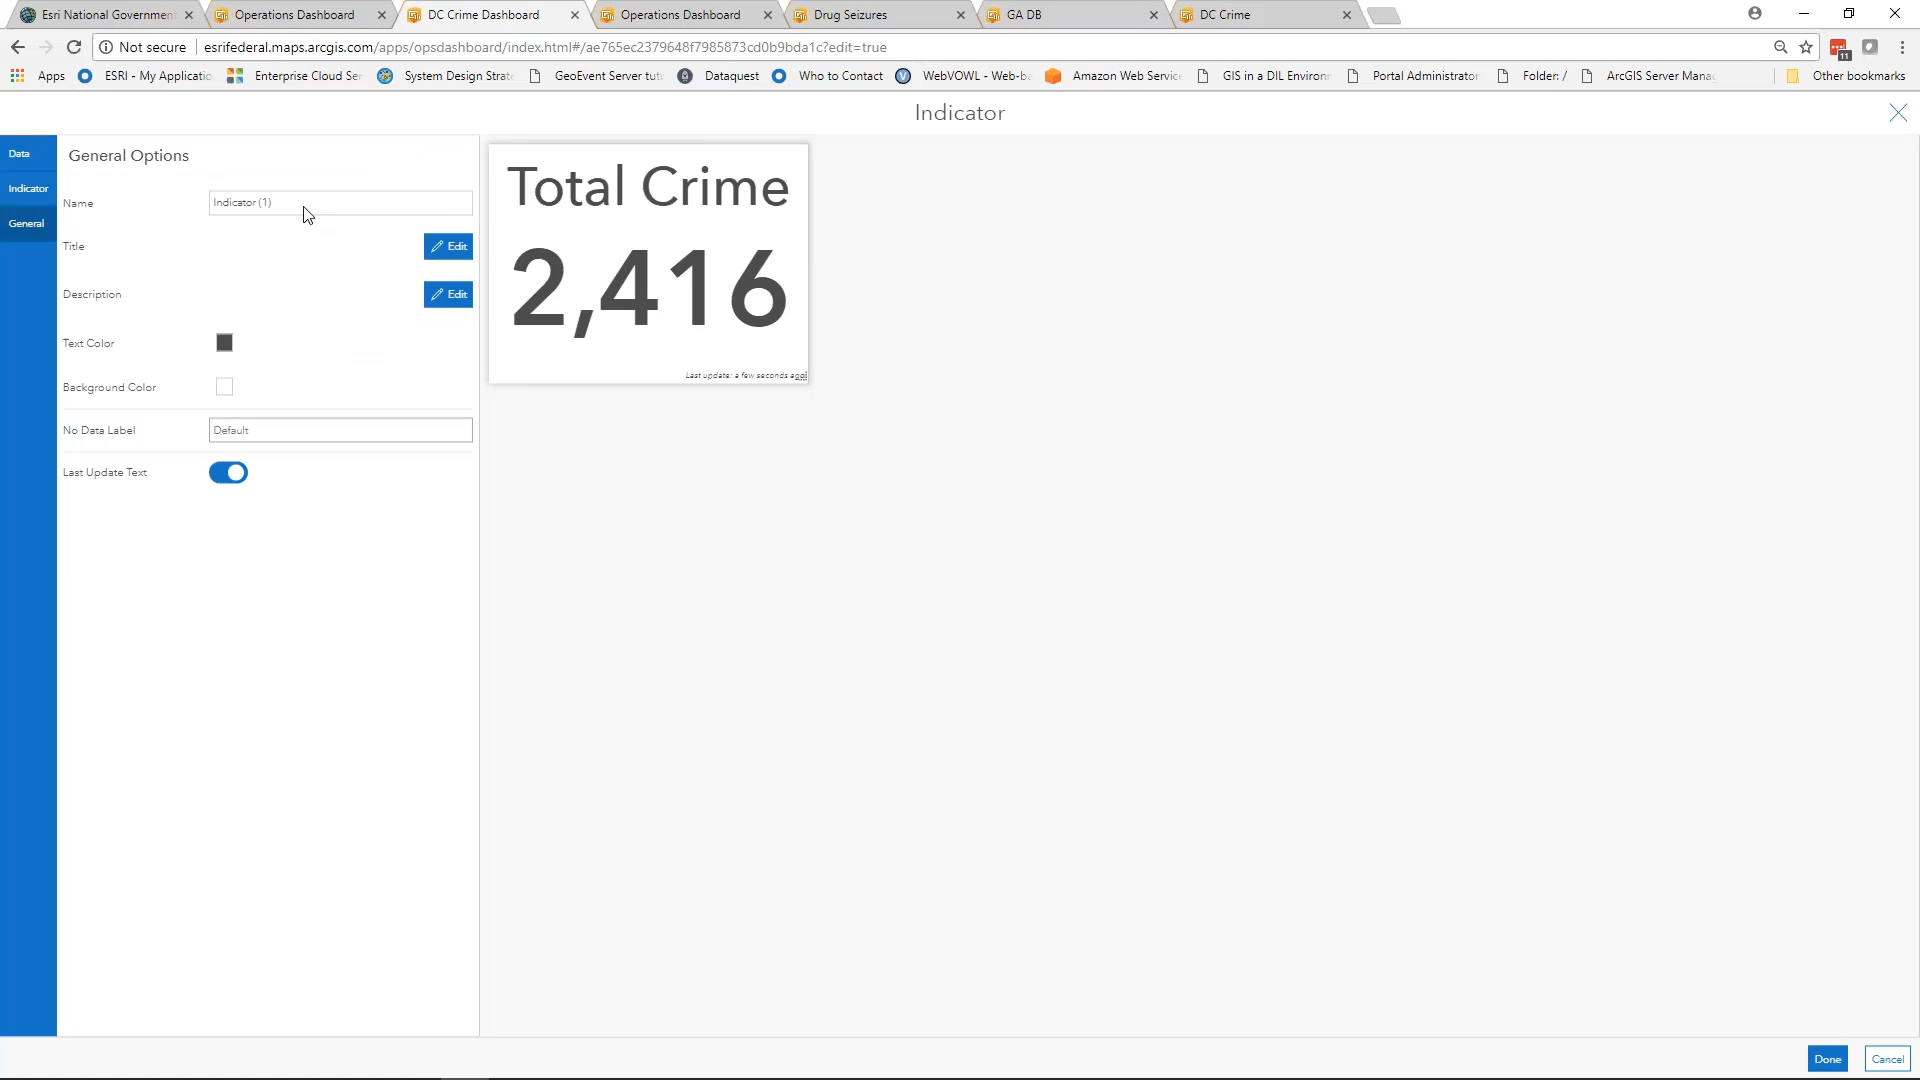 Esri National Government
Operations Dashboard
DC Crime Dashboard
Operations Dashboard
Drug Seizures
GA DB
DC Crime
Not secure
esrifederal.maps.arcgis.com/apps/opsdashboard/index.html#/ae765ec2379648f7985873cd0b9bda1c?edit=true
11
Apps
ESRI - My Applicatio
Enterprise Cloud Ser
System Design Strat
GeoEvent Server tut
Dataquest
Who to Contact
WebVOWL - Web-b
Amazon Web Servic
GIS in a DIL Environ
Portal Administrator
Folder: /
ArcGIS Server Mana
Other bookmarks
Indicator
Data
Indicator
General
General Options
Name
Indicator (1)
Title
Edit
Description
Edit
Text Color
Background Color
No Data Label
Default
Last Update Text
Total Crime
2,416
Last update: a few seconds ago
Done
Cancel